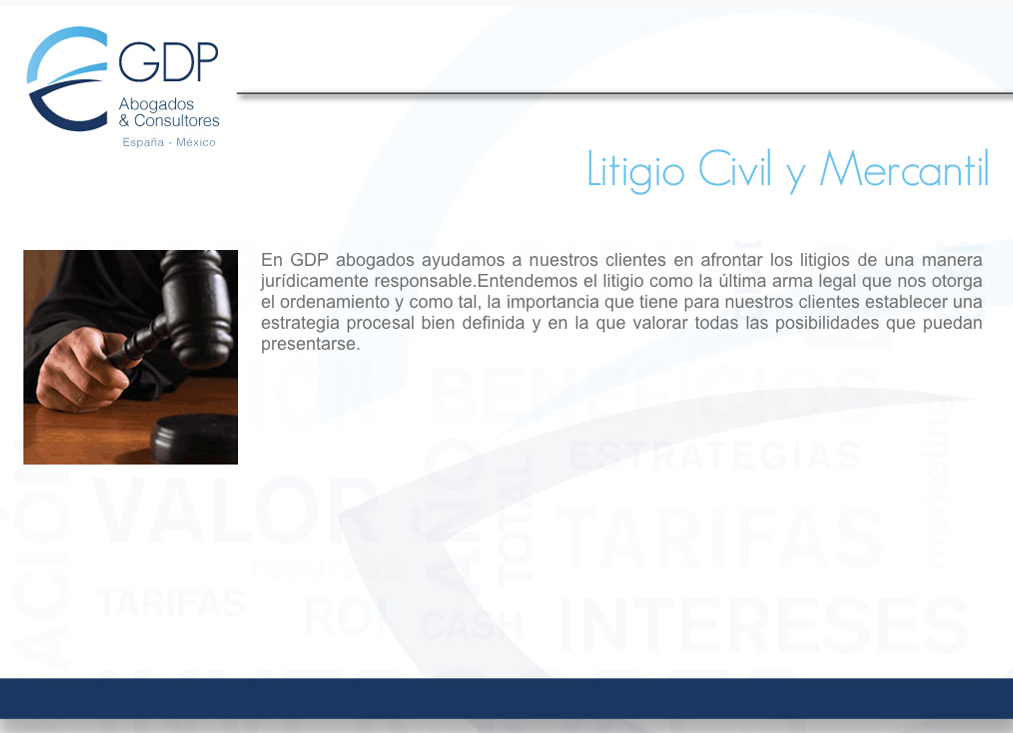 GDP
Abogados
& Consultores
España - México
Litigio Civil y Mercantil
En GDP abogados ayudamos a nuestros clientes en afrontar los litigios de una manera
jurídicamente responsable.Entendemos el litigio como la última arma legal que nos otorga
el ordenamiento y como tal, la importancia que tiene para nuestros clientes establecer una
estrategia procesal bien definida y en la que valorar todas las posibilidades que puedan
presentarse.
BENEFICIOS
ESTRATEGIAS
marketing
VALOR
AÑO
TOTAL
TARIFAS
recursos
TARIFAS
ROI
CASH
INTERESES